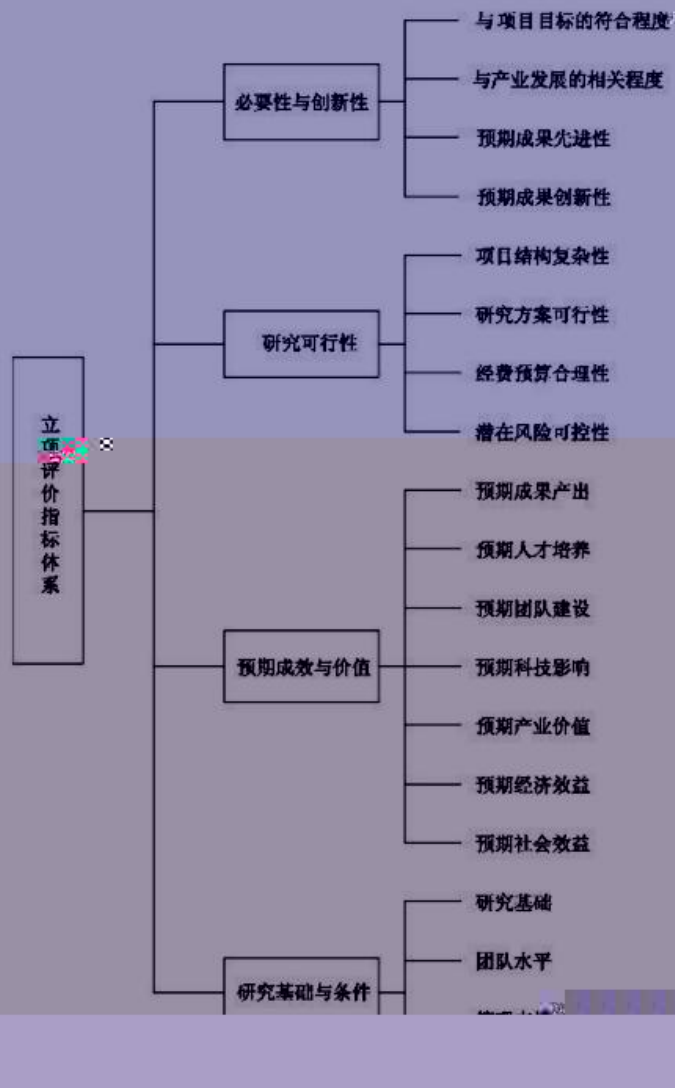 立项评价指标体系
必要性与创新性
与项目目标的符合程度
与产业发展的相关程度
预期成果先进性
预期成果创新性
研究可行性
项目结构复杂性
研究方案可行性
经费预算合理性
潜在风险可控性
预期成效与价值
预期成果产出
预期人才培养
预期团队建设
预期科技影响
预期产业价值
预期经济效益
预期社会效益
研究基础与条件
研究基础
团队水平